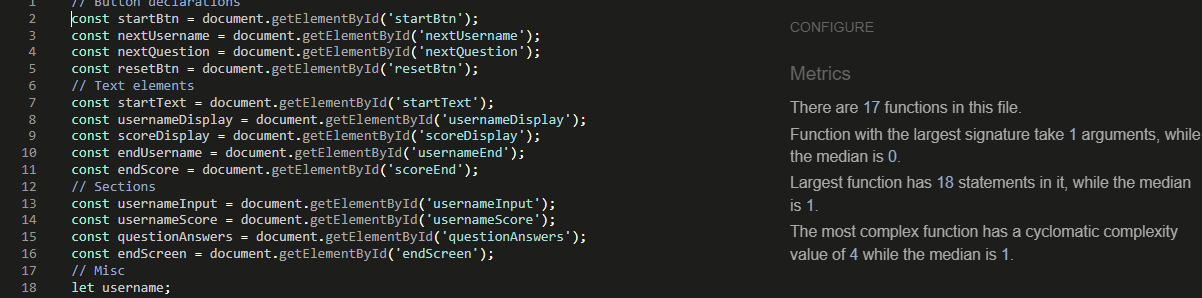 1 // Button declarations
2 const startBtn = document.getElementById('startBtn');
3 const nextUsername = document.getElementById('nextUsername');
4 const nextQuestion = document.getElementById('nextQuestion');
5 const resetBtn = document.getElementById('resetBtn');
6 // Text elements
7 const startText = document.getElementById('startText');
8 const usernameDisplay = document.getElementById('usernameDisplay');
9 const scoreDisplay = document.getElementById('scoreDisplay');
10 const endUsername = document.getElementById('usernameEnd');
11 const endScore = document.getElementById('scoreEnd');
12 // Sections
13 const usernameInput = document.getElementById('usernameInput');
14 const usernameScore = document.getElementById('usernameScore');
15 const questionAnswers = document.getElementById('questionAnswers');
16 const endScreen = document.getElementById('endScreen');
17 // Misc
18 let username;
CONFIGURE
Metrics
There are 17 functions in this file.
Function with the largest signature take 1 arguments, while
the median is 0.
Largest function has 18 statements in it, while the median
is 1.
The most complex function has a cyclomatic complexity
value of 4 while the median is 1.